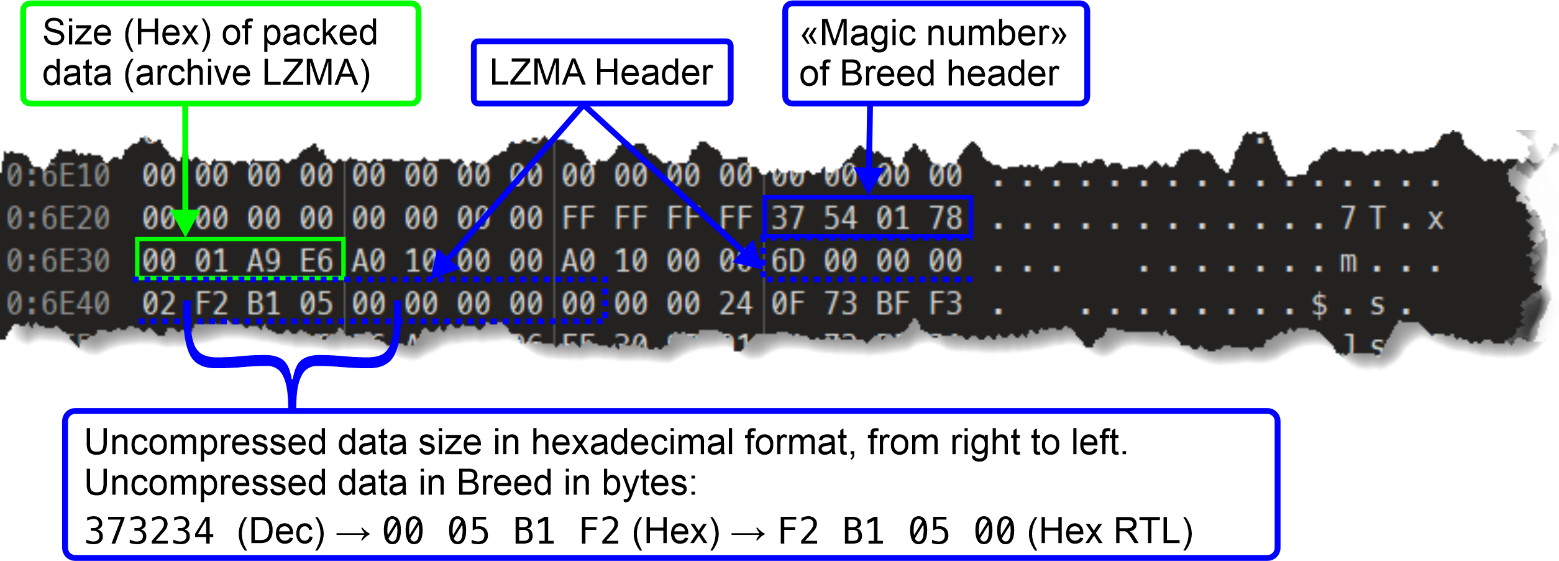 Size (Hex) of packed
data (archive LZMA)
LZMA Header
«Magic number»
of Breed header
0:6E10 00 00 00 00 00 00 00 00 00 00 00 00 00 00 00 00 . . . . . . . . . . . . . . . .
0:6E20 00 00 00 00 00 00 00 00 FF FF FF FF 37 54 01 78 . . . . . . . . . . . . 7 T . x
0:6E30 00 01 A9 E6 A0 10 00 00 A0 10 00 00 6D 00 00 00 . . . . . . . . . . m . . .
0:6E40 02 F2 B1 05 00 00 00 00 00 00 00 24 0F 73 BF F3 . . . . . . . . . $ . s .
Uncompressed data size in hexadecimal format, from right to left.
Uncompressed data in Breed in bytes:
373234 (Dec) → 00 05 B1 F2 (Hex) → F2 B1 05 00 (Hex RTL)